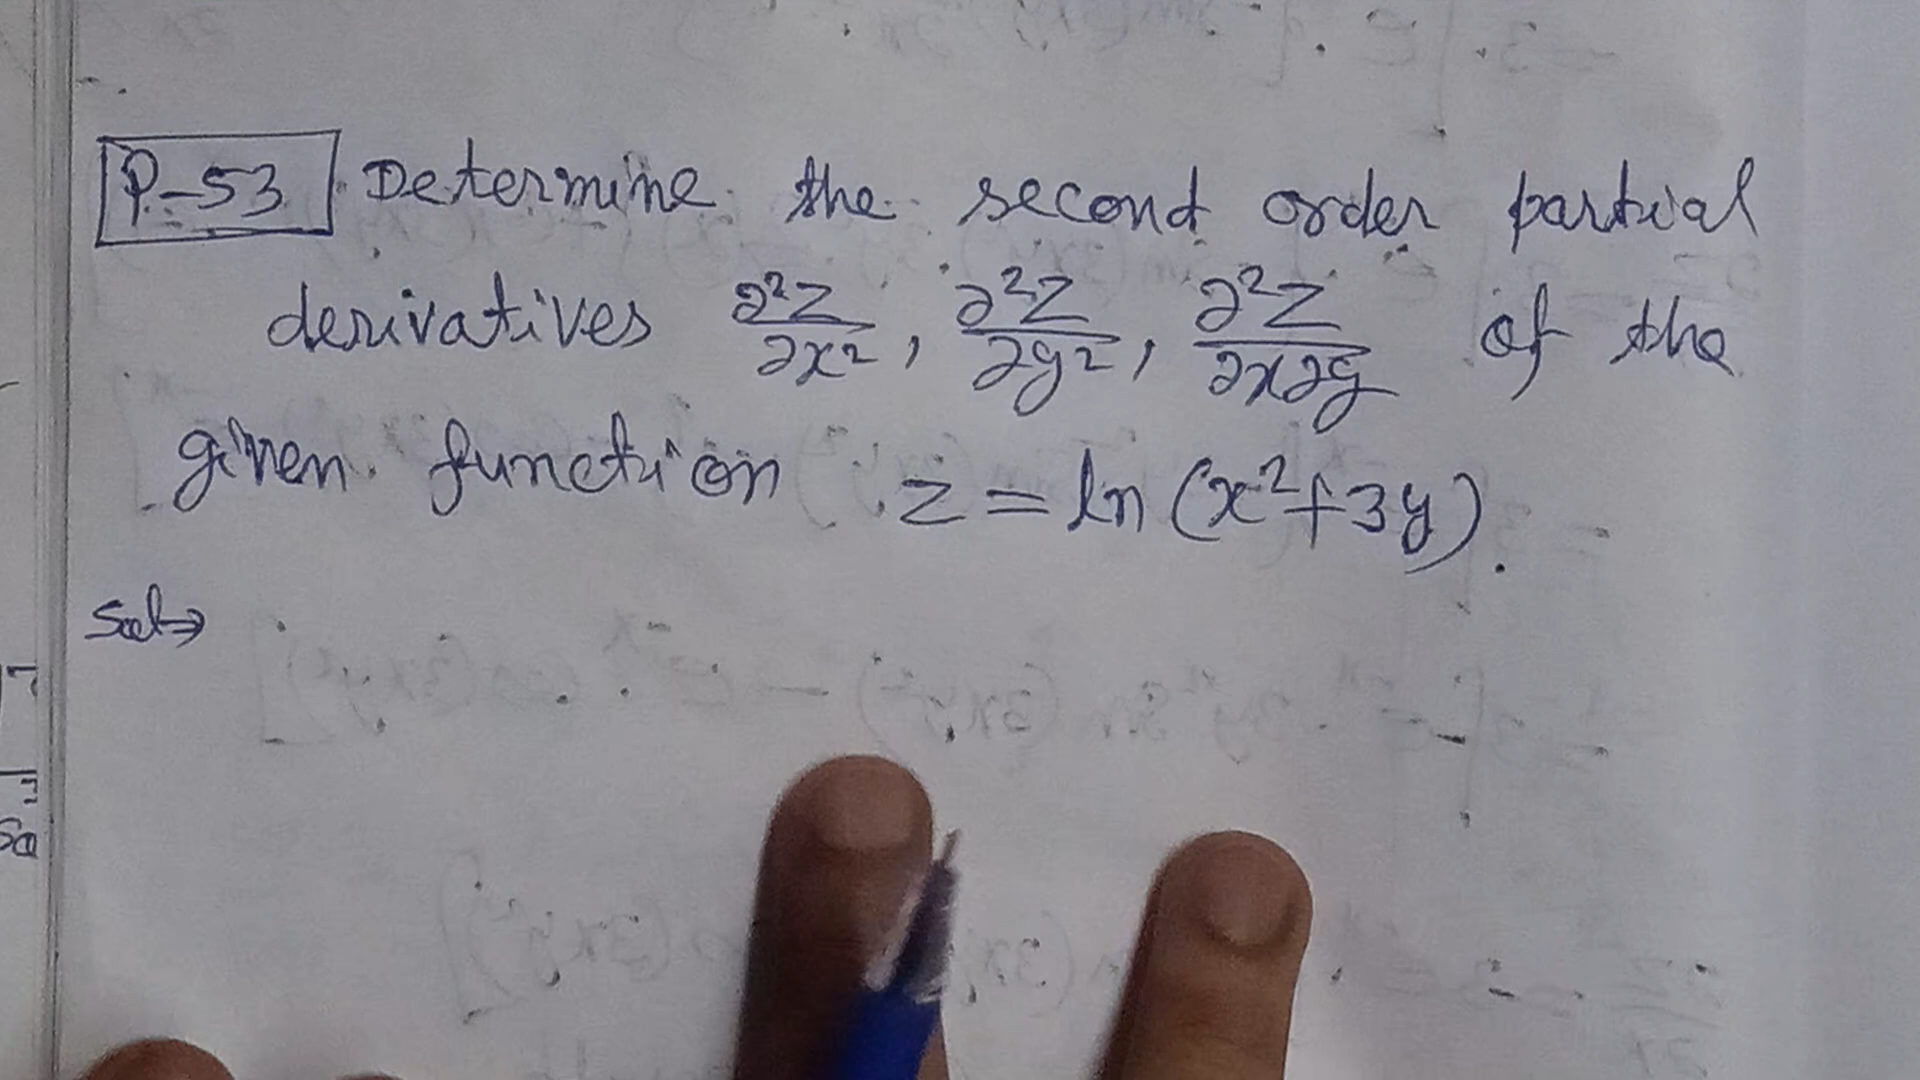 P-53 Determine the second order partial
derivatives ∂²z/∂x², ∂²z/∂y², ∂²z/∂x∂y of the
given function z = ln(x²+3y).
Sol→